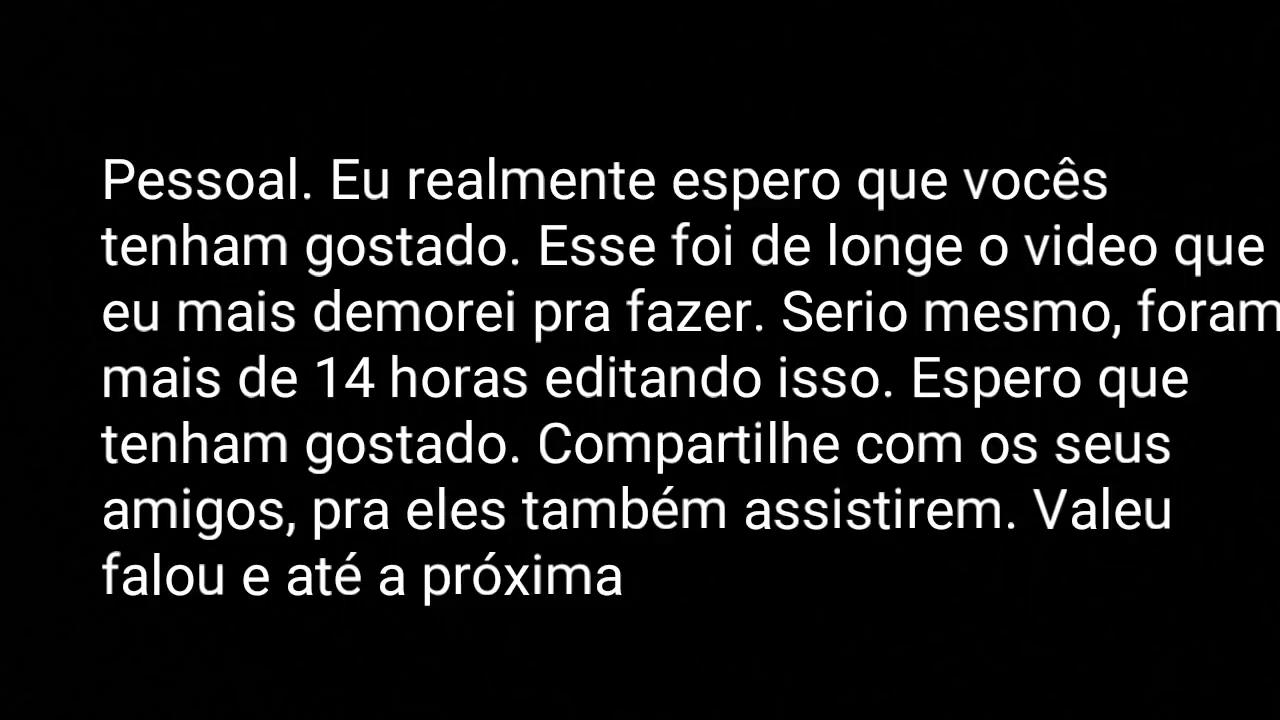 Pessoal. Eu realmente espero que vocês
tenham gostado. Esse foi de longe o video que
eu mais demorei pra fazer. Serio mesmo, foram
mais de 14 horas editando isso. Espero que
tenham gostado. Compartilhe com os seus
amigos, pra eles também assistirem. Valeu
falou e até a próxima